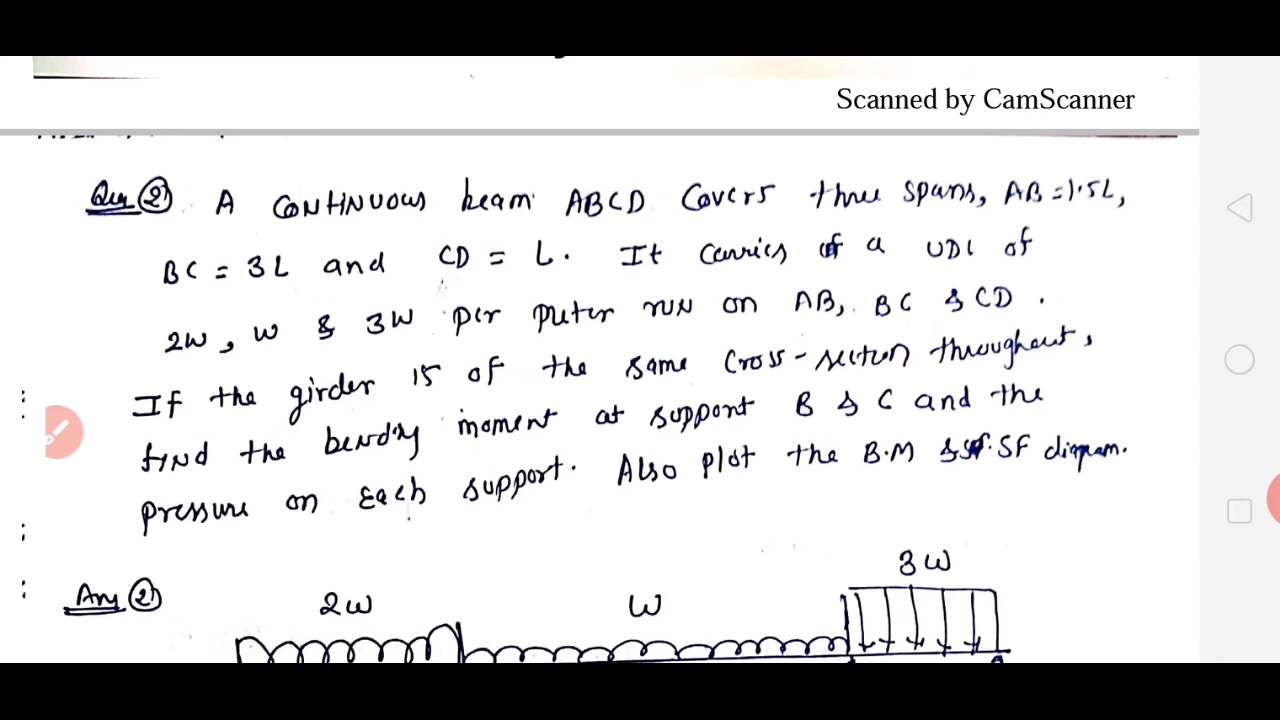 Scanned by CamScanner
Que ② A continuous beam ABCD covers three spans, AB = 1.5L,
BC = 3L and CD = L. It carries a UDL of
2w, w & 3w per meter run on AB, BC & CD.
If the girder is of the same cross-section throughout,
find the bending moment at support B & C and the
pressure on each support. Also plot the B.M & SF diagram.
3w
Ans ② 2w w